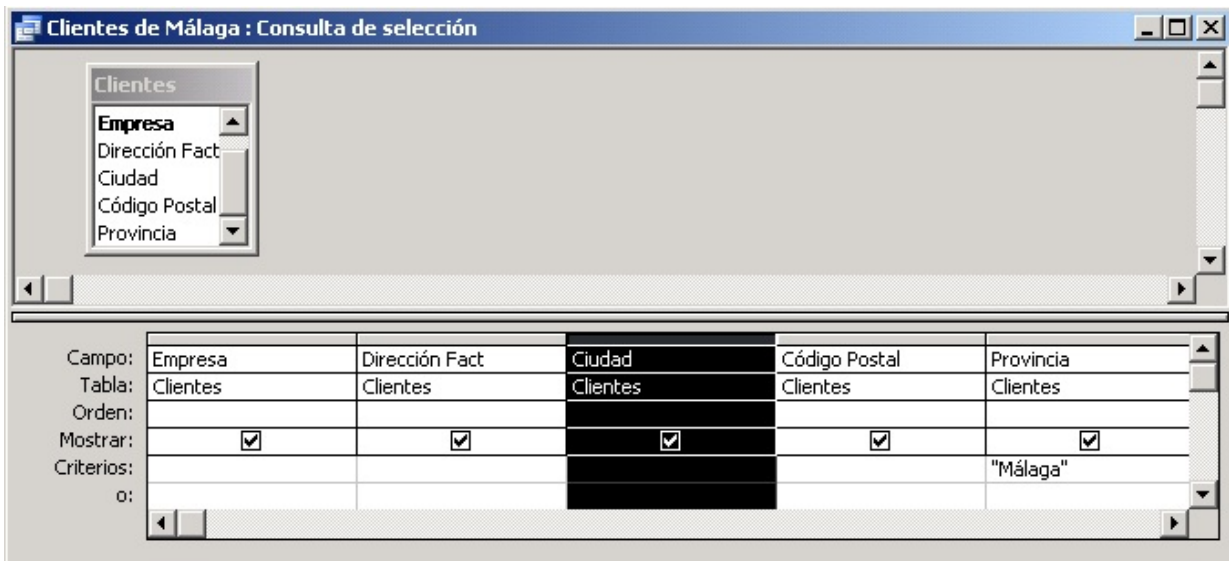 Clientes de Málaga : Consulta de selección
Clientes
Empresa
Dirección Fact
Ciudad
Código Postal
Provincia
Campo: Empresa Dirección Fact Ciudad Código Postal Provincia
Tabla: Clientes Clientes Clientes Clientes Clientes
Orden:
Mostrar:
Criterios: "Málaga"
o: